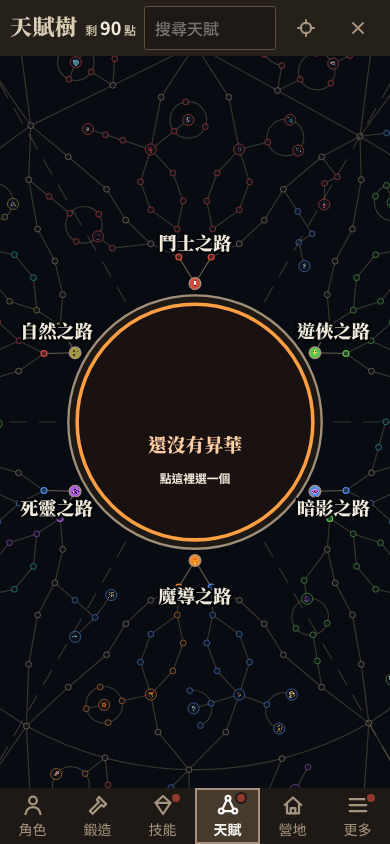 天賦樹 剩 90 點 搜尋天賦
鬥士之路
自然之路 遊俠之路
還沒有昇華
點這裡選一個
死靈之路 暗影之路
魔導之路
角色 鍛造 技能 天賦 營地 更多